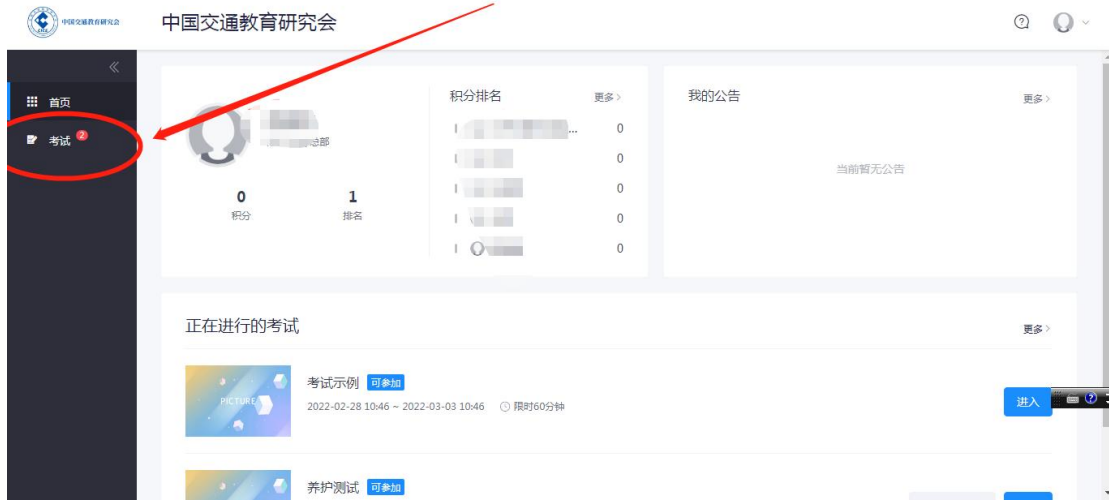 中国交通教育研究会
中国交通教育研究会
首页
考试 2
总部
0
积分
1
排名
积分排名
更多 >
...
0
0
0
0
0
我的公告
更多 >
当前暂无公告
正在进行的考试
更多 >
PICTURE
考试示例 可参加
2022-02-28 10:46 ~ 2022-03-03 10:46 限时60分钟
进入
养护测试 可参加